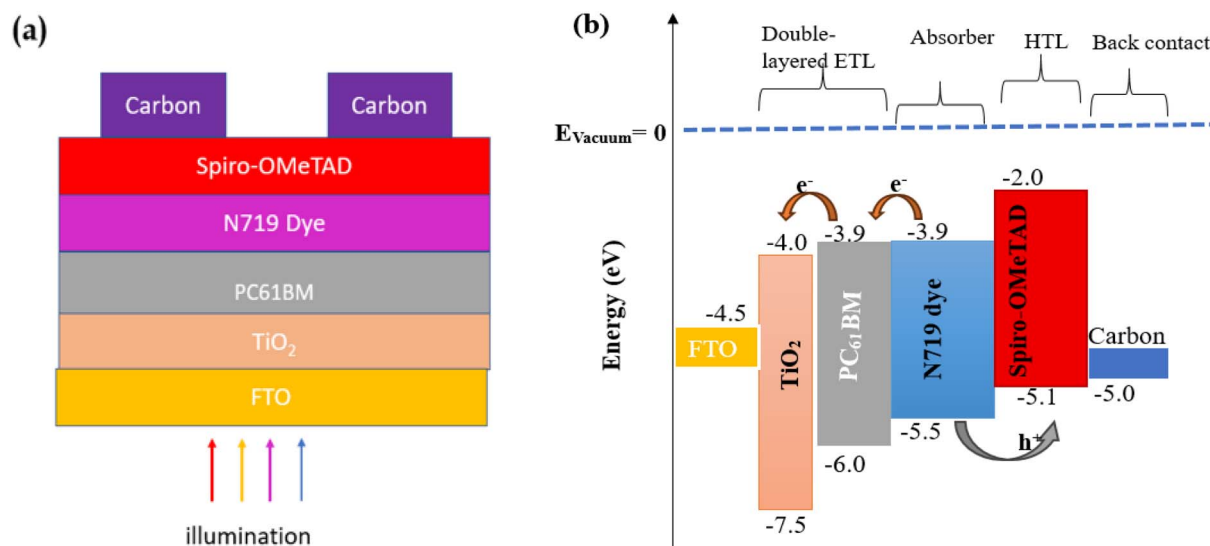 (a)
Carbon
Carbon
Spiro-OMeTAD
N719 Dye
PC61BM
TiO₂
FTO
illumination
(b)
Double-
layered ETL
Absorber
HTL
Back contact
E_Vacuum= 0
Energy (eV)
e⁻
e⁻
-2.0
-4.0
-3.9
-3.9
-4.5
FTO
TiO₂
PC₆₁BM
N719 dye
Spiro-OMeTAD
Carbon
-5.1
-5.0
-5.5
h⁺
-6.0
-7.5